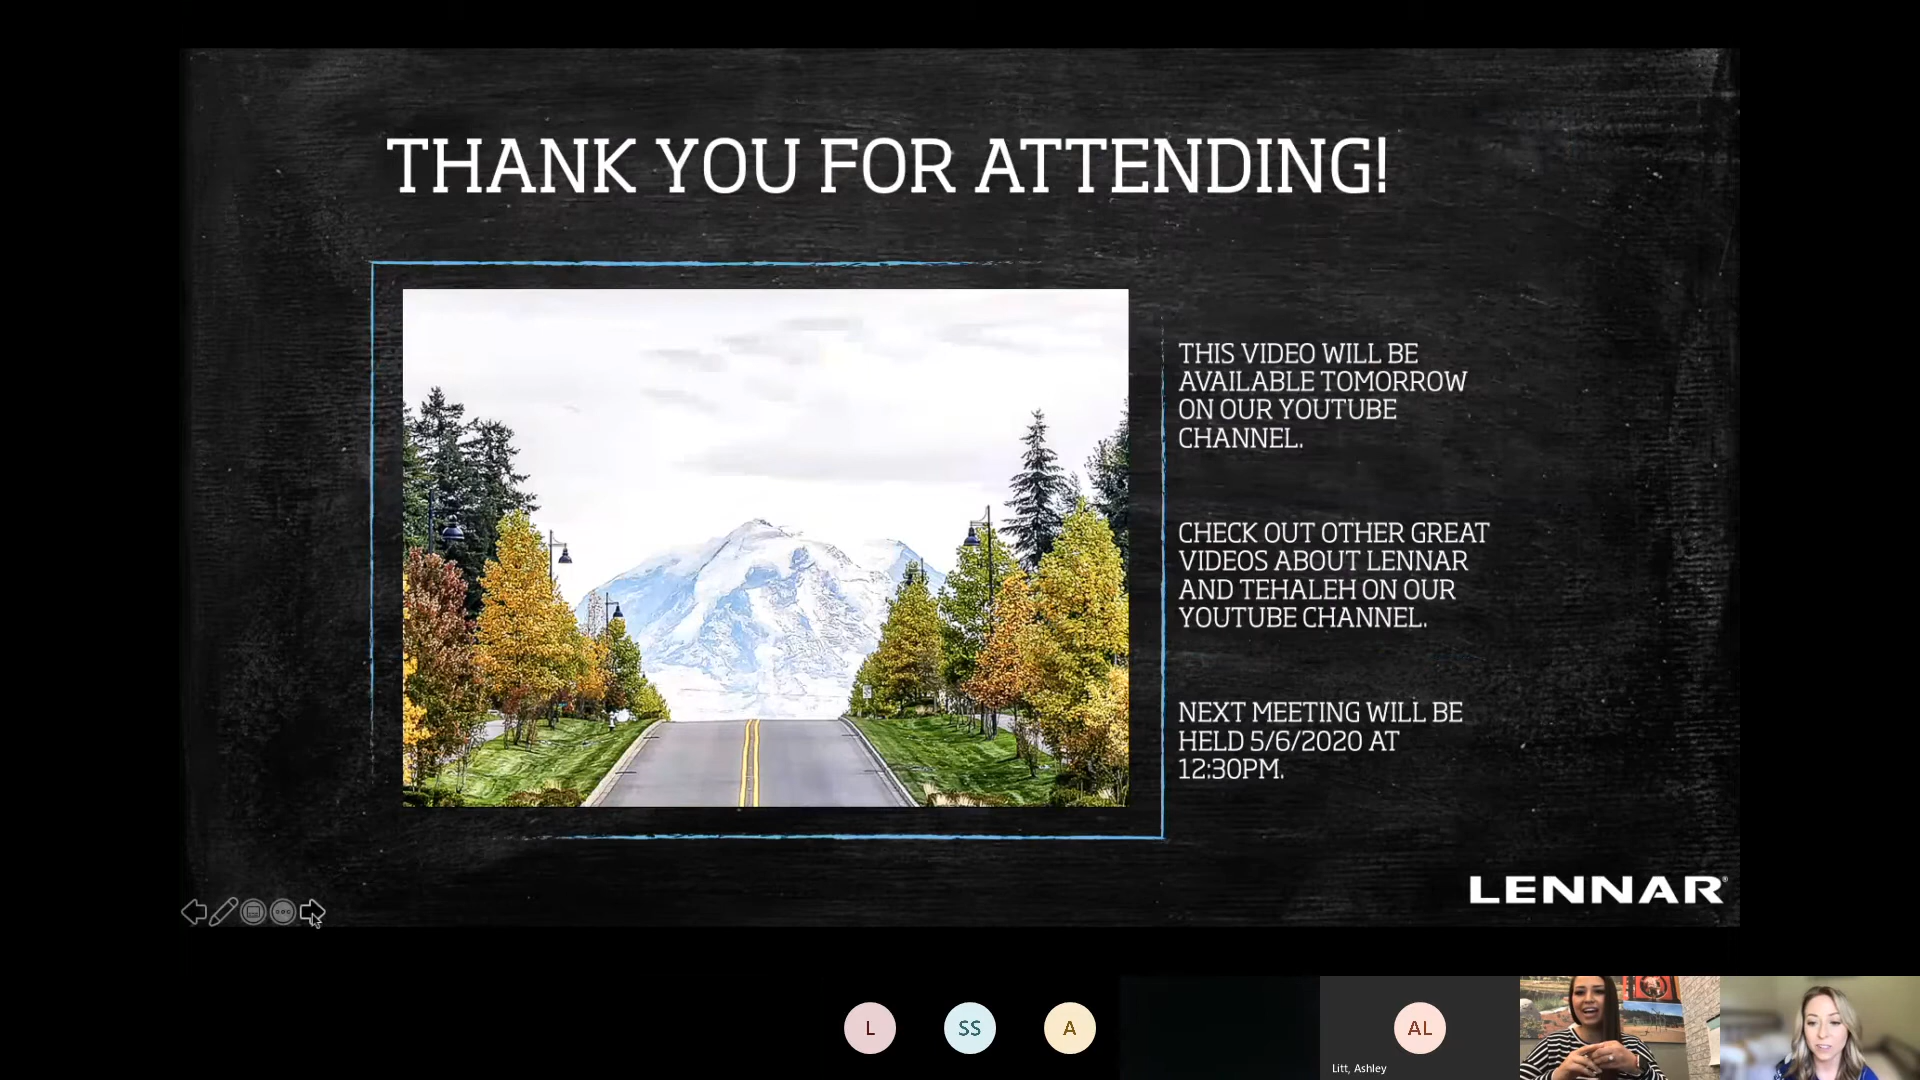 THANK YOU FOR ATTENDING!
THIS VIDEO WILL BE
AVAILABLE TOMORROW
ON OUR YOUTUBE
CHANNEL.
CHECK OUT OTHER GREAT
VIDEOS ABOUT LENNAR
AND TEHALEH ON OUR
YOUTUBE CHANNEL.
NEXT MEETING WILL BE
HELD 5/6/2020 AT
12:30PM.
LENNAR®
L
SS
A
AL
Litt, Ashley